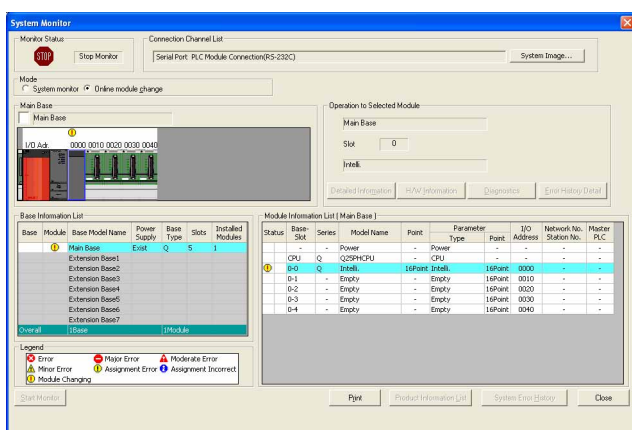 System Monitor
Monitor Status
STOP
Stop Monitor
Connection Channel List
Serial Port PLC Module Connection(RS-232C)
System Image...
Mode
System monitor Online module change
Main Base
Main Base
I/O Adr. 0000 0010 0020 0030 0040
Operation to Selected Module
Main Base
Slot 0
Intelli.
Detailed Information H/W Information Diagnostics Error History Detail
Base Information List
Base Module Base Model Name Power Supply Base Type Slots Installed Modules
Main Base Exist Q 5 1
Extension Base1
Extension Base2
Extension Base3
Extension Base4
Extension Base5
Extension Base6
Extension Base7
Overall 1Base 1Module
Module Information List ( Main Base )
Status Base-Slot Series Model Name Point Parameter Type Point I/O Address Network No. Station No. Master PLC
- - Power - Power - - - -
CPU Q Q25PHCPU - CPU - - - -
0-0 Q Intelli. 16Point Intelli. 16Point 0000 - -
0-1 - Empty - Empty 16Point 0010 - -
0-2 - Empty - Empty 16Point 0020 - -
0-3 - Empty - Empty 16Point 0030 - -
0-4 - Empty - Empty 16Point 0040 - -
Legend
Error Major Error Moderate Error
Minor Error Assignment Error Assignment Incorrect
Module Changing
Start Monitor Print Product Information List System Error History Close